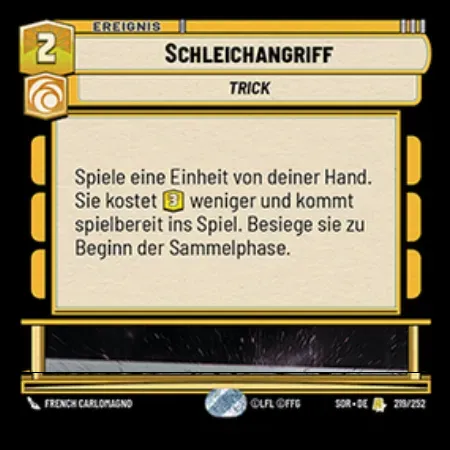 EREIGNIS
2
SCHLEICHANGRIFF
TRICK
Spiele eine Einheit von deiner Hand.
Sie kostet 3 weniger und kommt
spielbereit ins Spiel. Besiege sie zu
Beginn der Sammelphase.
FRENCH CARLOMAGNO
©LFL ©FFG
SOR • DE
219/252